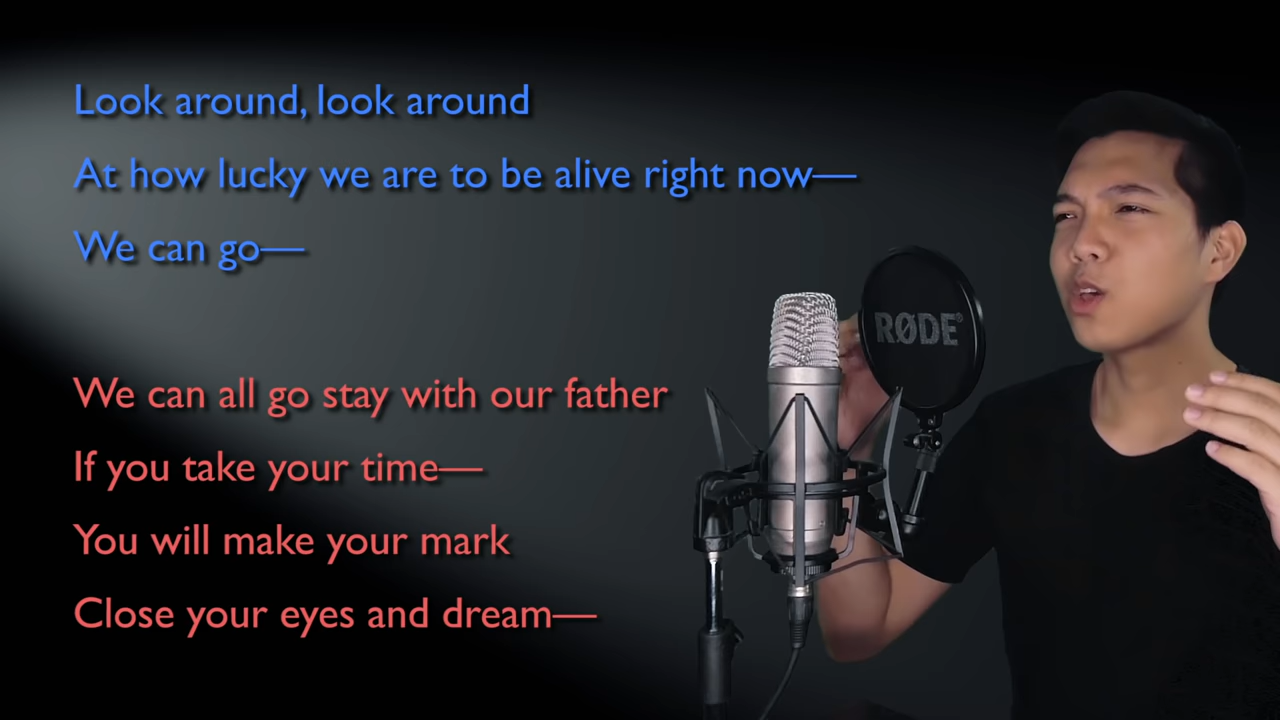 Look around, look around
At how lucky we are to be alive right now—
We can go—
We can all go stay with our father
If you take your time—
You will make your mark
Close your eyes and dream—
RØDE®